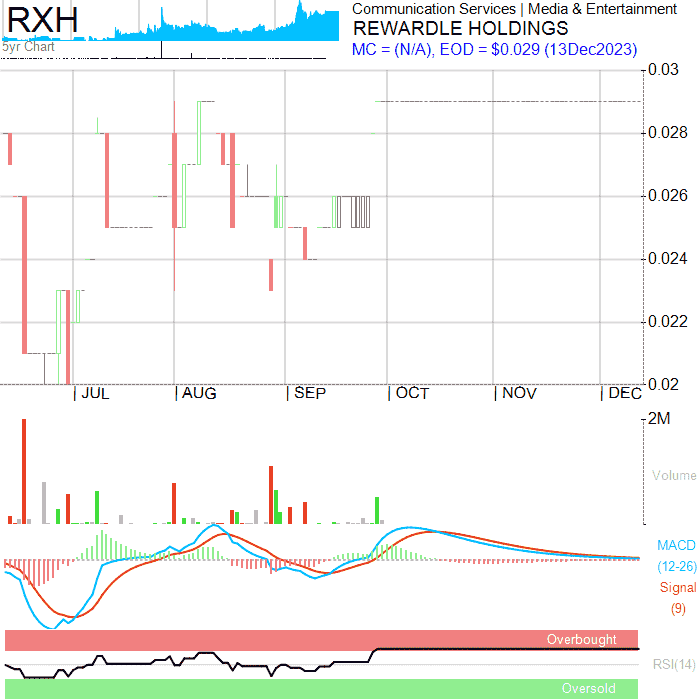 RXH
5yr Chart
Communication Services | Media & Entertainment
REWARDLE HOLDINGS
MC = (N/A), EOD = $0.029 (13Dec2023)
0.03
0.028
0.026
0.024
0.022
0.02
| JUL | AUG | SEP | OCT | NOV | DEC
2M
Volume
MACD
(12-26)
Signal
(9)
Overbought
RSI(14)
Oversold